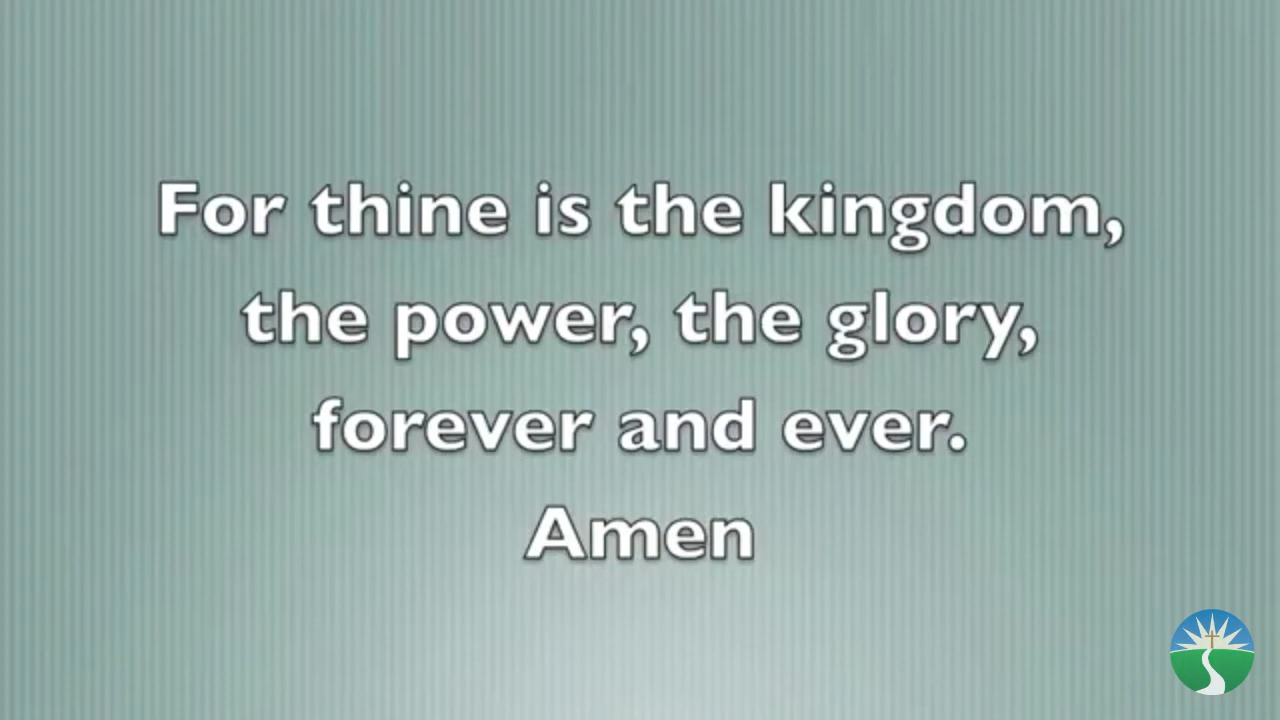 For thine is the kingdom,
the power, the glory,
forever and ever.
Amen